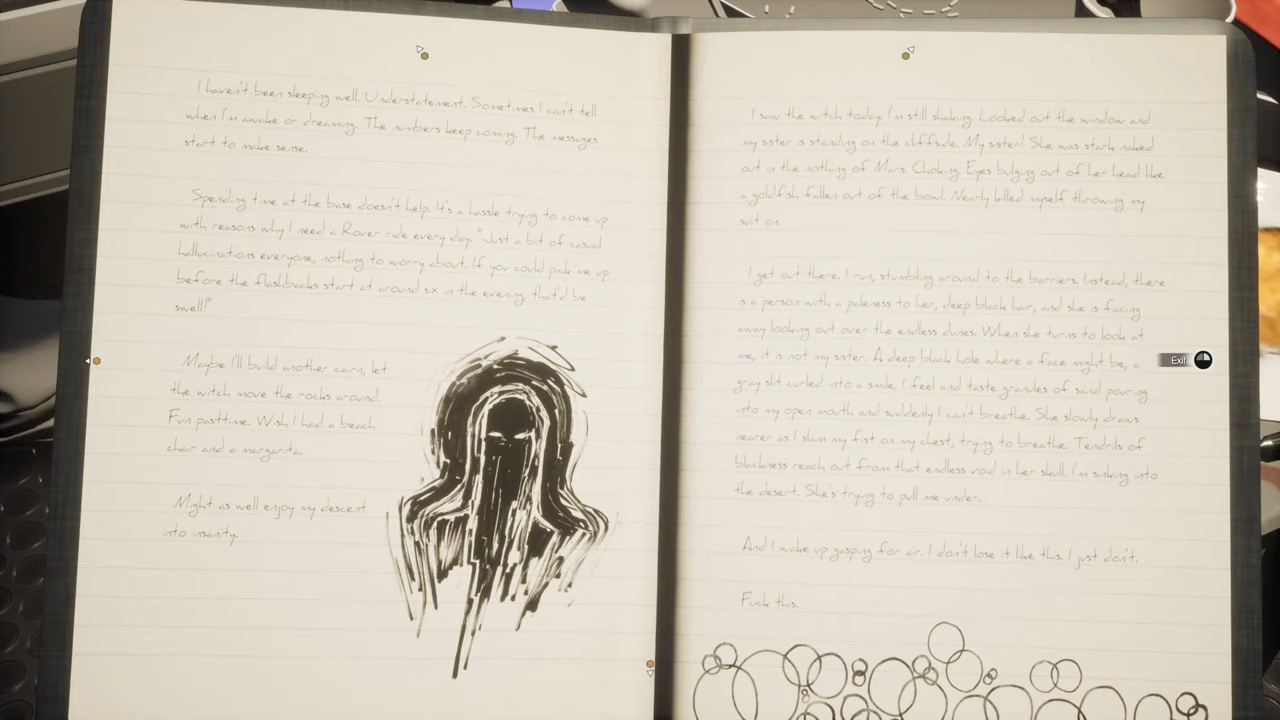 I haven't been sleeping well. Understatement. Sometimes I can't tell
when I'm awake or dreaming. The numbers keep coming. The messages
start to make sense.
Spending time at the base doesn't help. It's a hassle trying to come up
with reasons why I need a Rover ride every day. "Just a bit of casual
hallucinations everyone, nothing to worry about. If you could pick me up
before the flashbacks start at around six in the evening, that'd be
swell!"
Maybe I'll build another cairn, let
the witch move the rocks around.
Fun pasttime. Wish I had a beach
chair and a margarita.
Might as well enjoy my descent
into insanity.
I saw the witch today. I'm still shaking. Looked out the window and
my sister is standing on the cliffside. My sister! She was stark naked
out in the nothing of Mars. Choking. Eyes bulging out of her head like
a goldfish fallen out of the bowl. Nearly killed myself throwing my
suit on.
I get out there. I run, stumbling around to the barriers. Instead, there
is a person with a paleness to her, deep black hair, and she is facing
away looking out over the endless dunes. When she turns to look at
me, it is not my sister. A deep black hole where a face might be, a
gray slit curled into a smile. I feel and taste granules of sand pouring
into my open mouth and suddenly I can't breathe. She slowly draws
nearer as I slam my fist on my chest, trying to breathe. Tendrils of
blackness reach out from that endless void in her skull. I'm sinking into
the desert. She's trying to pull me under.
And I wake up gasping for air. I don't lose it like this. I just don't.
Fuck this.
Exit